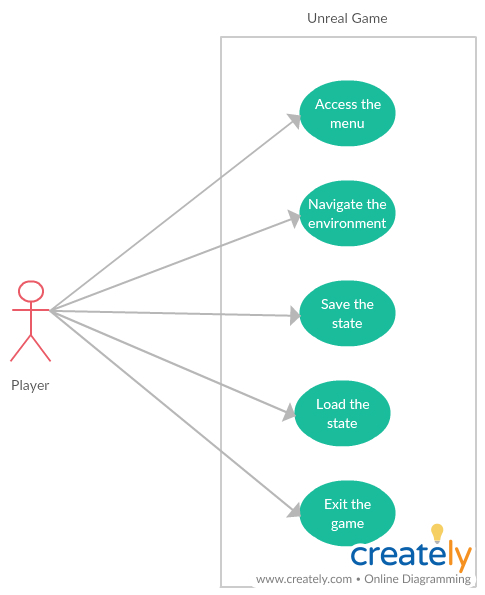 Unreal Game
Access the
menu
Navigate the
environment
Save the
state
Player
Load the
state
Exit the
game
creately
www.creately.com • Online Diagramming